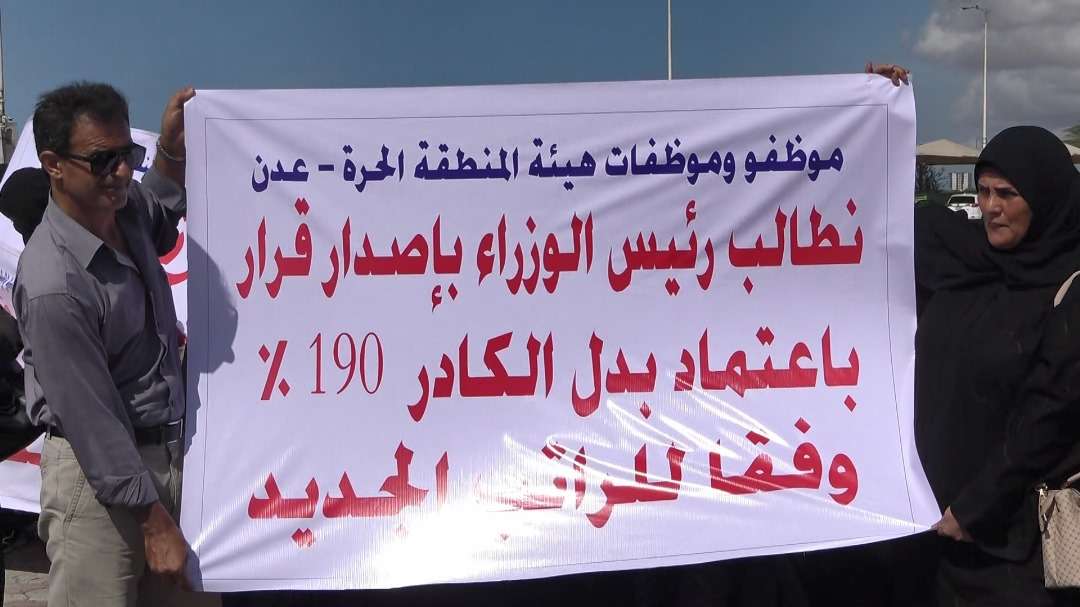 موظفو وموظفات هيئة المنطقة الحرة - عدن
نطالب رئيس الوزراء بإصدار قرار
باعتماد بدل الكادر 190 ٪
وفقا للراتب الجديد